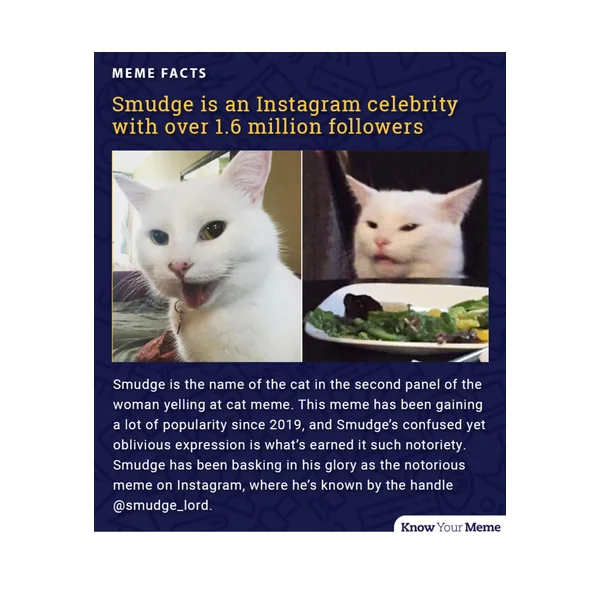 MEME FACTS
Smudge is an Instagram celebrity
with over 1.6 million followers
Smudge is the name of the cat in the second panel of the
woman yelling at cat meme. This meme has been gaining
a lot of popularity since 2019, and Smudge's confused yet
oblivious expression is what's earned it such notoriety.
Smudge has been basking in his glory as the notorious
meme on Instagram, where he's known by the handle
@smudge_lord.
Know Your Meme